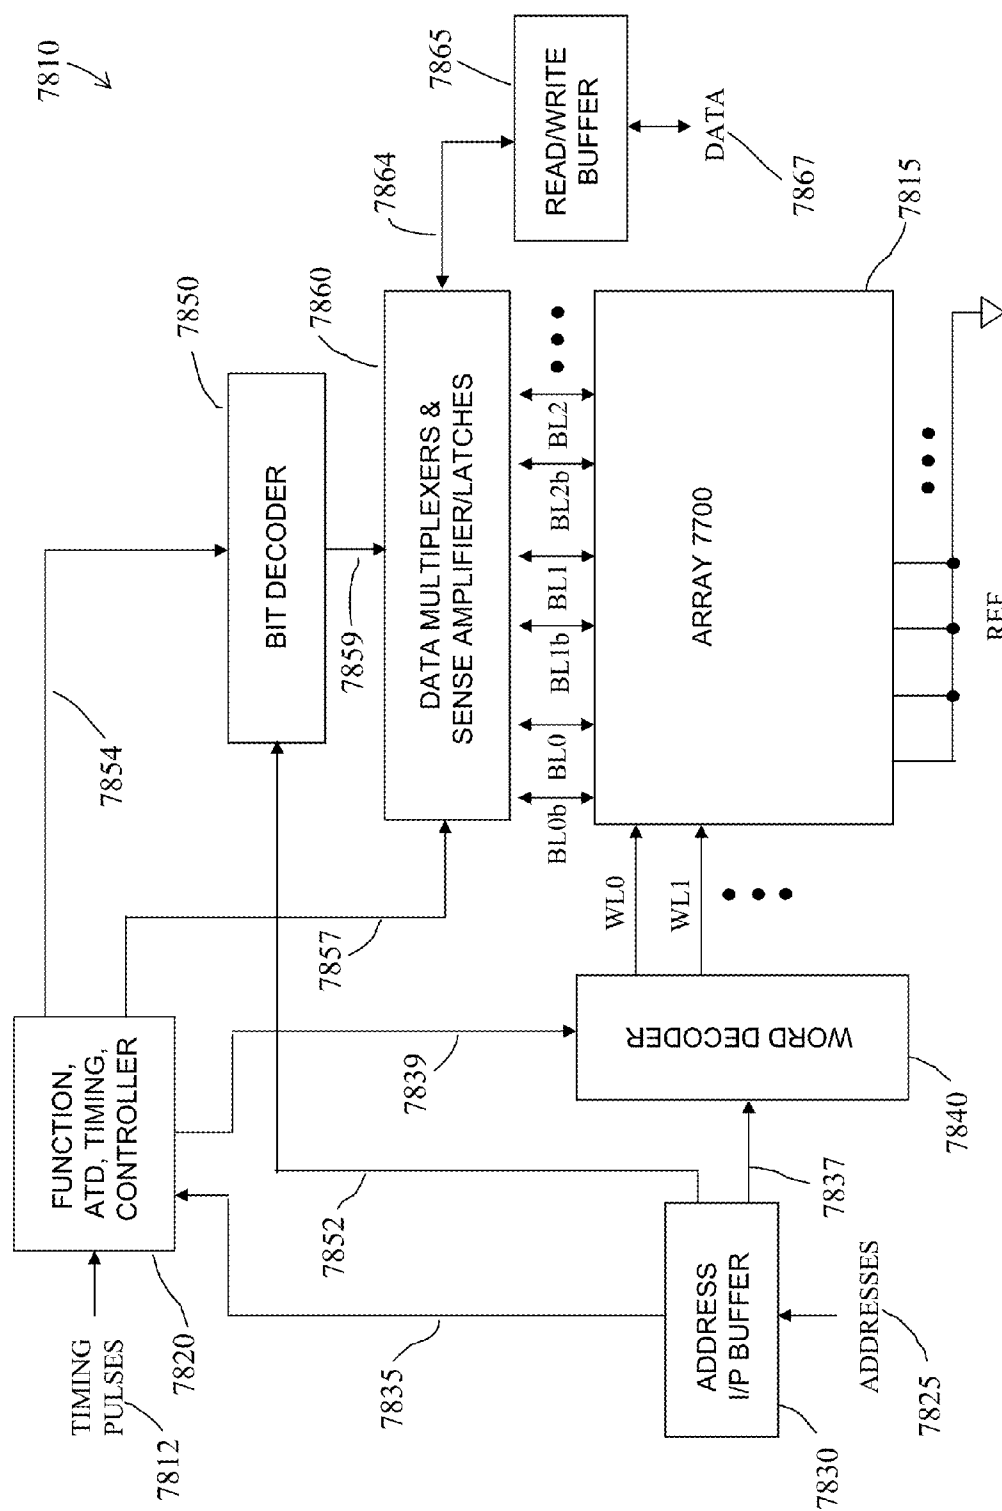 7810
TIMING
PULSES
7812
FUNCTION,
ATD, TIMING,
CONTROLLER
7820
7854
BIT DECODER
7850
7857
7859
7852
7835
7839
DATA MULTIPLEXERS &
SENSE AMPLIFIER/LATCHES
7860
7864
READ/WRITE
BUFFER
7865
DATA
7867
BL0b
BL0
BL1b
BL1
BL2b
BL2
ARRAY 7700
7815
WL0
WL1
WORD DECODER
7840
7837
ADDRESS
I/P BUFFER
7830
ADDRESSES
7825
REF